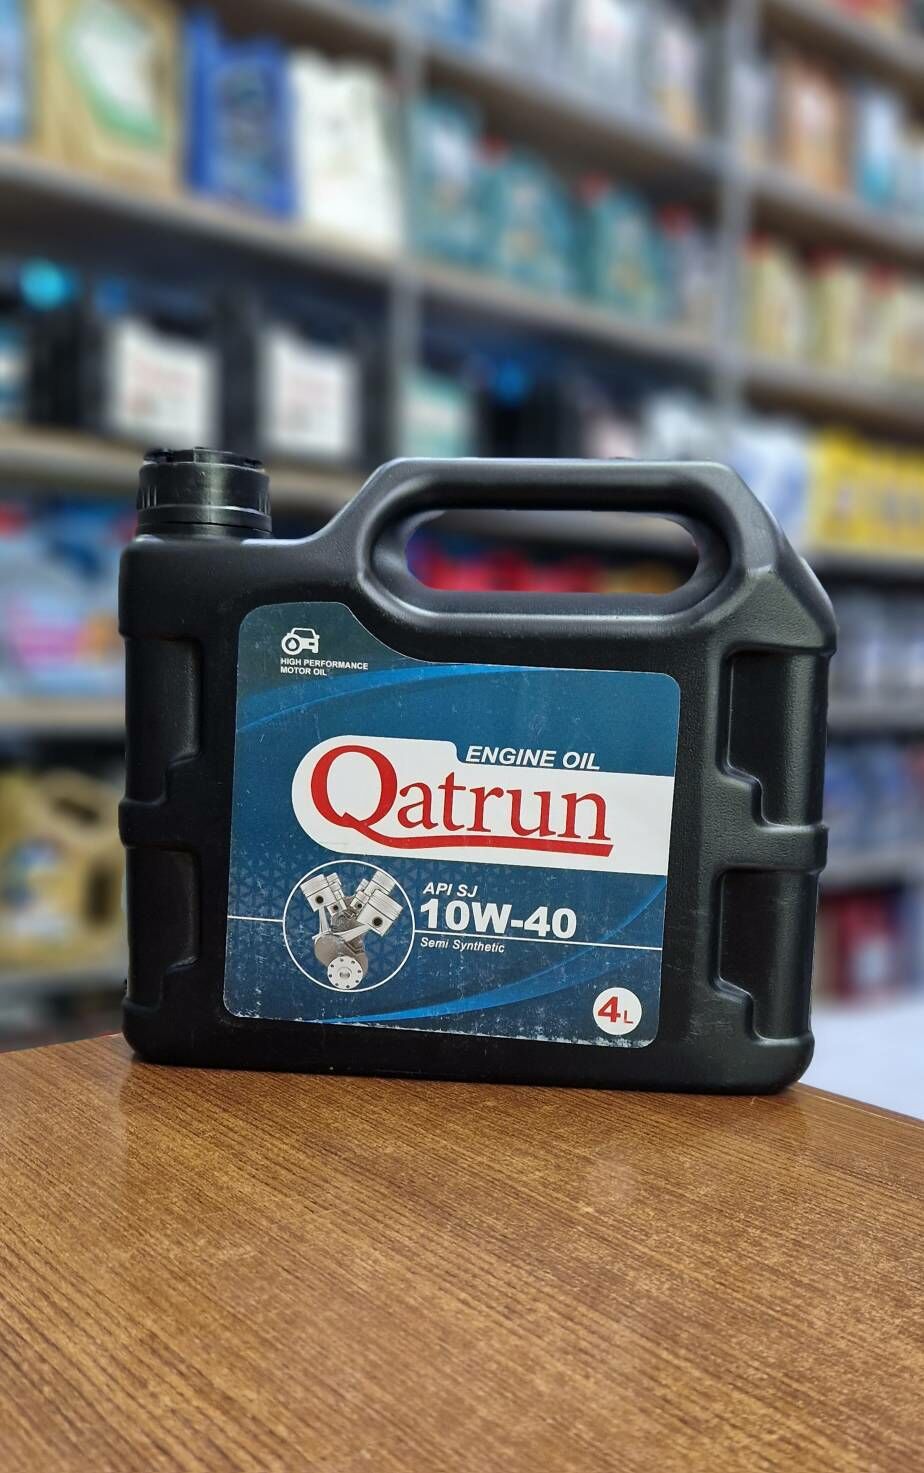 HIGH PERFORMANCE
MOTOR OIL
ENGINE OIL
Qatrun
API SJ
10W-40
Semi Synthetic
4L